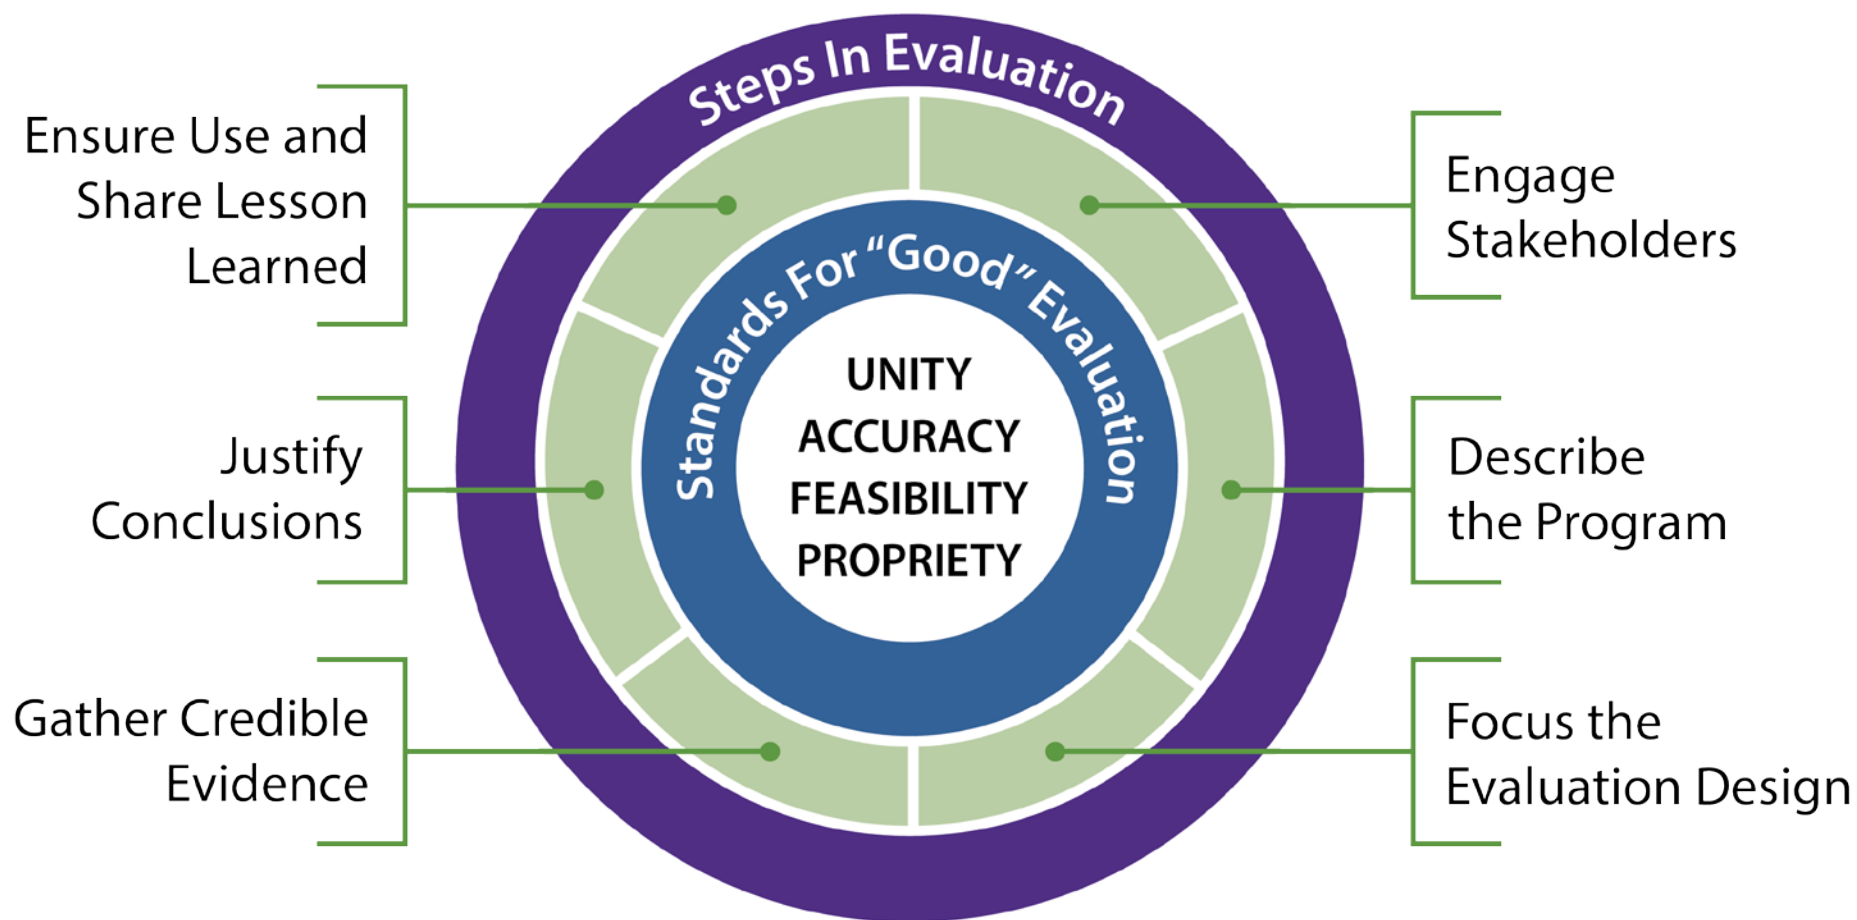 Steps In Evaluation
Ensure Use and
Share Lesson
Learned
Engage
Stakeholders
Standards For “Good” Evaluation
UNITY
ACCURACY
FEASIBILITY
PROPRIETY
Justify
Conclusions
Describe
the Program
Gather Credible
Evidence
Focus the
Evaluation Design